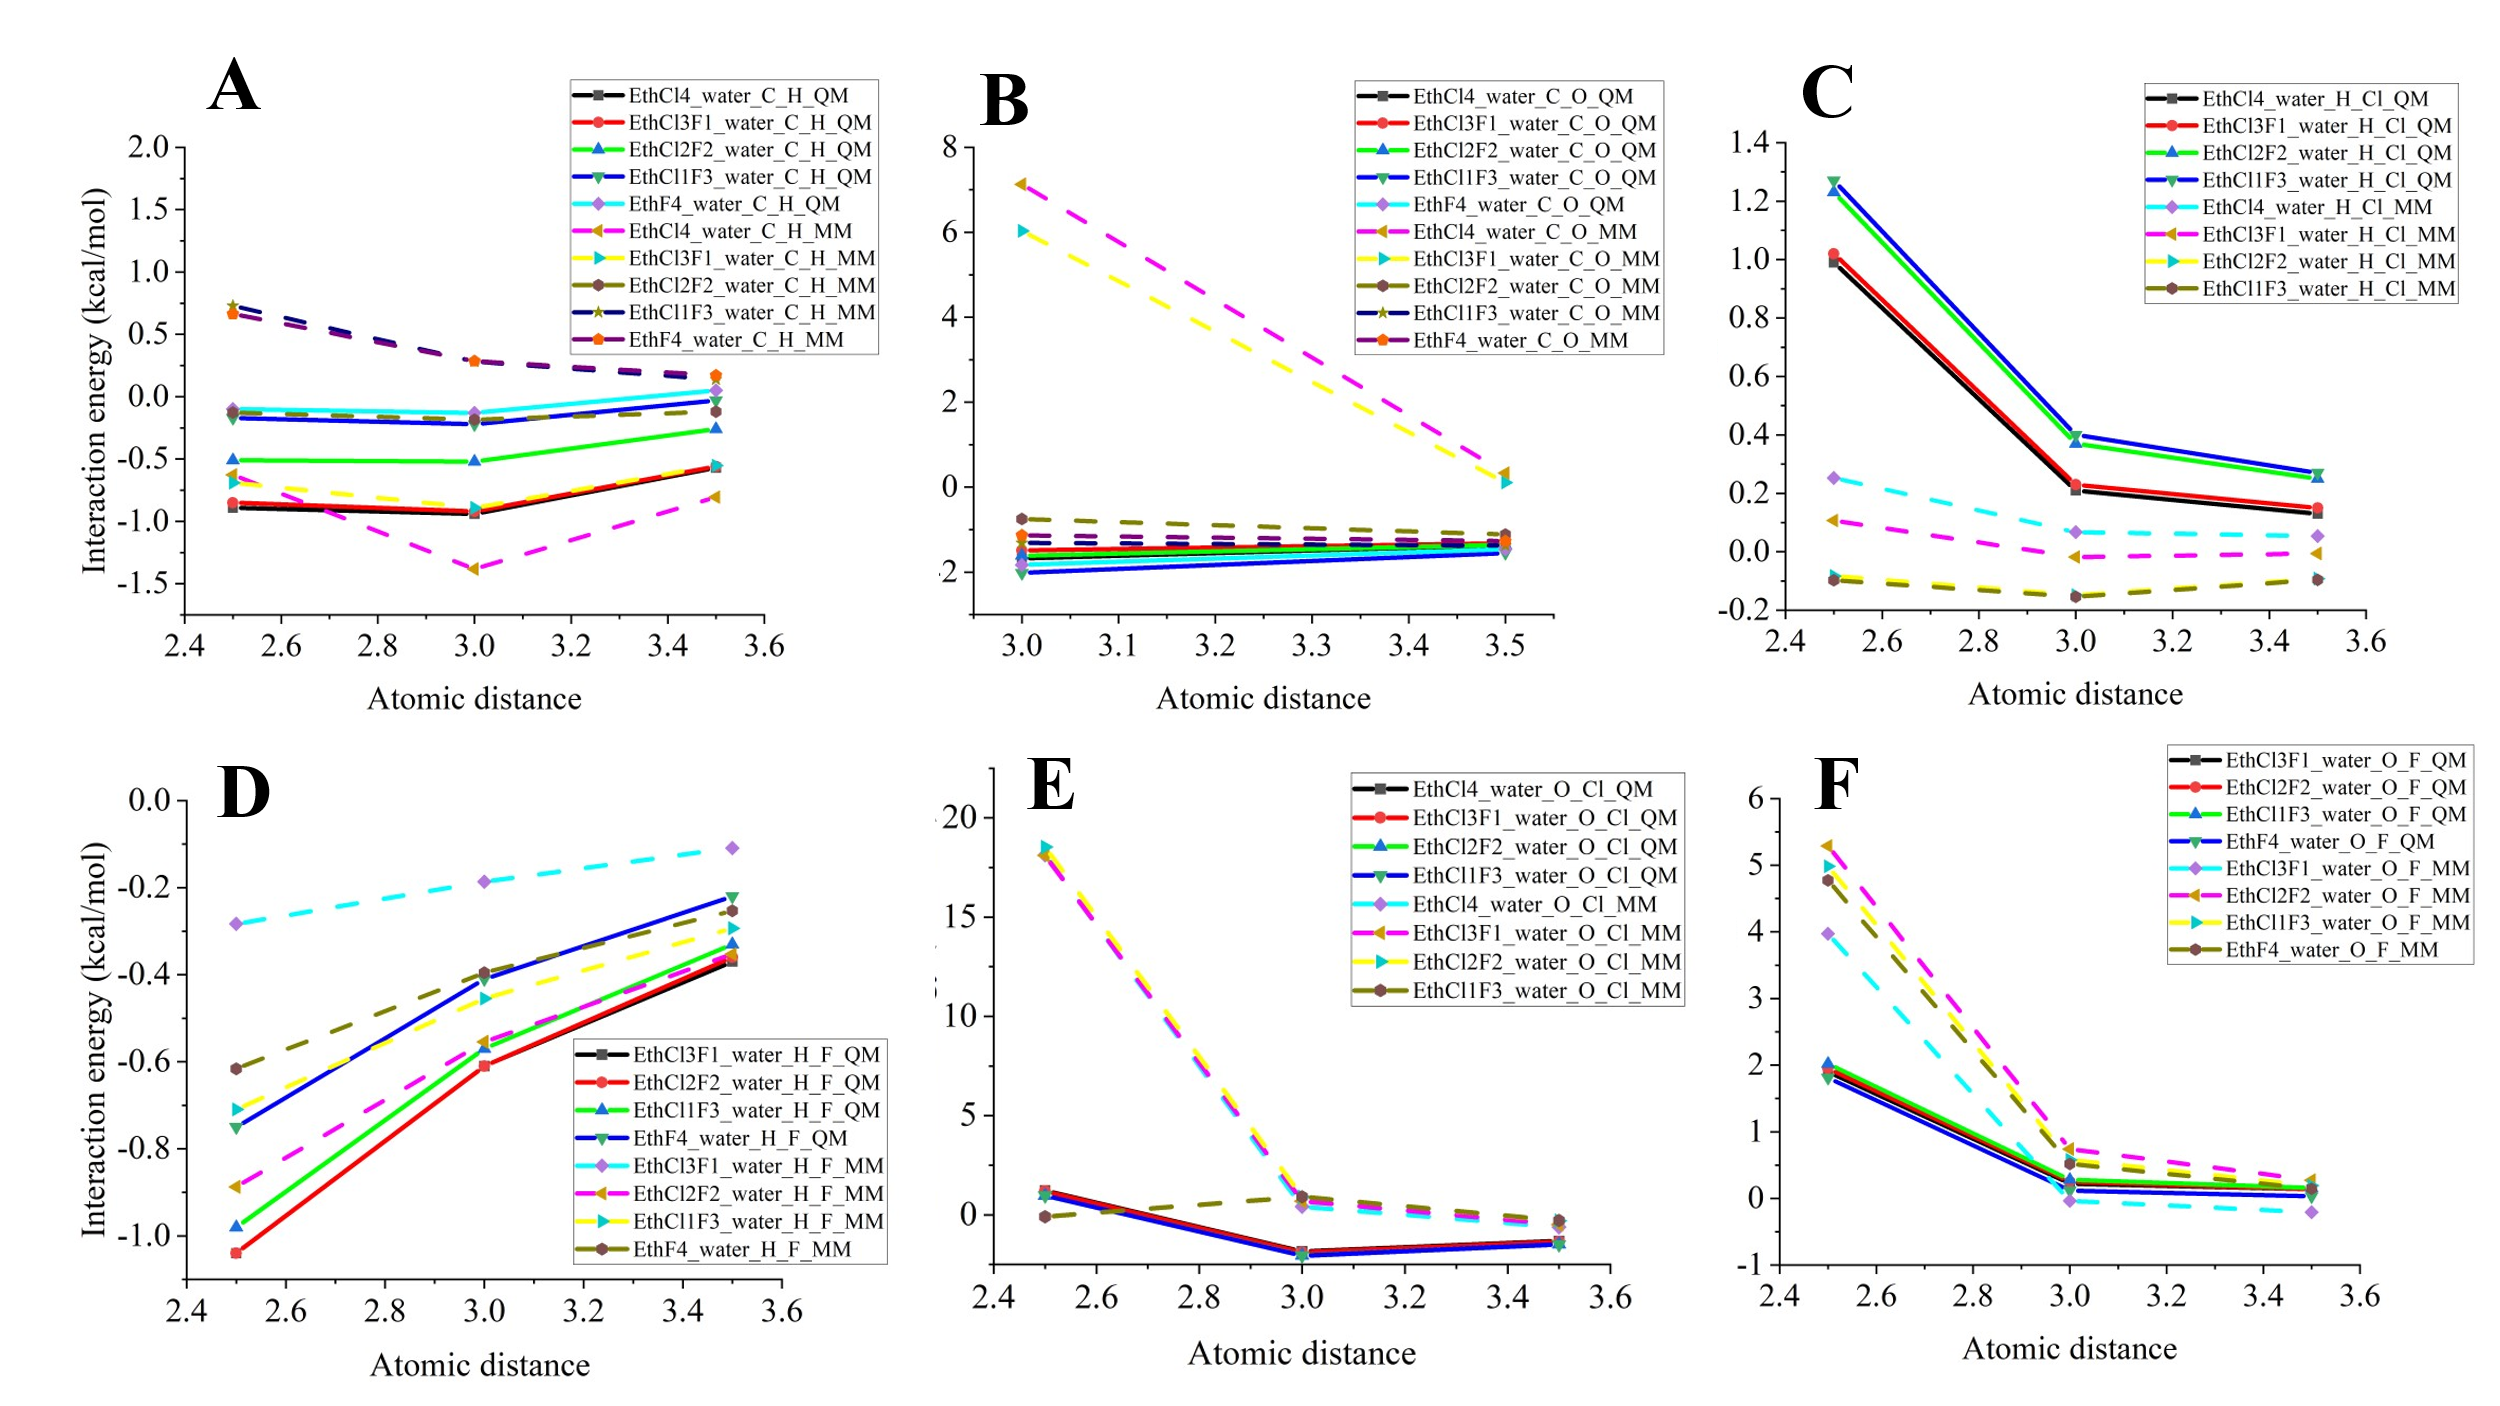 A
EthCl4_water_C_H_QM
EthCl3F1_water_C_H_QM
EthCl2F2_water_C_H_QM
EthCl1F3_water_C_H_QM
EthF4_water_C_H_QM
EthCl4_water_C_H_MM
EthCl3F1_water_C_H_MM
EthCl2F2_water_C_H_MM
EthCl1F3_water_C_H_MM
EthF4_water_C_H_MM
2.0
1.5
1.0
0.5
0.0
-0.5
-1.0
-1.5
Interaction energy (kcal/mol)
2.4 2.6 2.8 3.0 3.2 3.4 3.6
Atomic distance
B
EthCl4_water_C_O_QM
EthCl3F1_water_C_O_QM
EthCl2F2_water_C_O_QM
EthCl1F3_water_C_O_QM
EthF4_water_C_O_QM
EthCl4_water_C_O_MM
EthCl3F1_water_C_O_MM
EthCl2F2_water_C_O_MM
EthCl1F3_water_C_O_MM
EthF4_water_C_O_MM
8
6
4
2
0
-2
3.0 3.1 3.2 3.3 3.4 3.5
Atomic distance
C
EthCl4_water_H_Cl_QM
EthCl3F1_water_H_Cl_QM
EthCl2F2_water_H_Cl_QM
EthCl1F3_water_H_Cl_QM
EthCl4_water_H_Cl_MM
EthCl3F1_water_H_Cl_MM
EthCl2F2_water_H_Cl_MM
EthCl1F3_water_H_Cl_MM
1.4
1.2
1.0
0.8
0.6
0.4
0.2
0.0
-0.2
2.4 2.6 2.8 3.0 3.2 3.4 3.6
Atomic distance
D
0.0
-0.2
-0.4
-0.6
-0.8
-1.0
Interaction energy (kcal/mol)
EthCl3F1_water_H_F_QM
EthCl2F2_water_H_F_QM
EthCl1F3_water_H_F_QM
EthF4_water_H_F_QM
EthCl3F1_water_H_F_MM
EthCl2F2_water_H_F_MM
EthCl1F3_water_H_F_MM
EthF4_water_H_F_MM
2.4 2.6 2.8 3.0 3.2 3.4 3.6
Atomic distance
E
EthCl4_water_O_Cl_QM
EthCl3F1_water_O_Cl_QM
EthCl2F2_water_O_Cl_QM
EthCl1F3_water_O_Cl_QM
EthCl4_water_O_Cl_MM
EthCl3F1_water_O_Cl_MM
EthCl2F2_water_O_Cl_MM
EthCl1F3_water_O_Cl_MM
20
15
10
5
0
2.4 2.6 2.8 3.0 3.2 3.4 3.6
Atomic distance
F
EthCl3F1_water_O_F_QM
EthCl2F2_water_O_F_QM
EthCl1F3_water_O_F_QM
EthF4_water_O_F_QM
EthCl3F1_water_O_F_MM
EthCl2F2_water_O_F_MM
EthCl1F3_water_O_F_MM
EthF4_water_O_F_MM
6
5
4
3
2
1
0
-1
2.4 2.6 2.8 3.0 3.2 3.4 3.6
Atomic distance